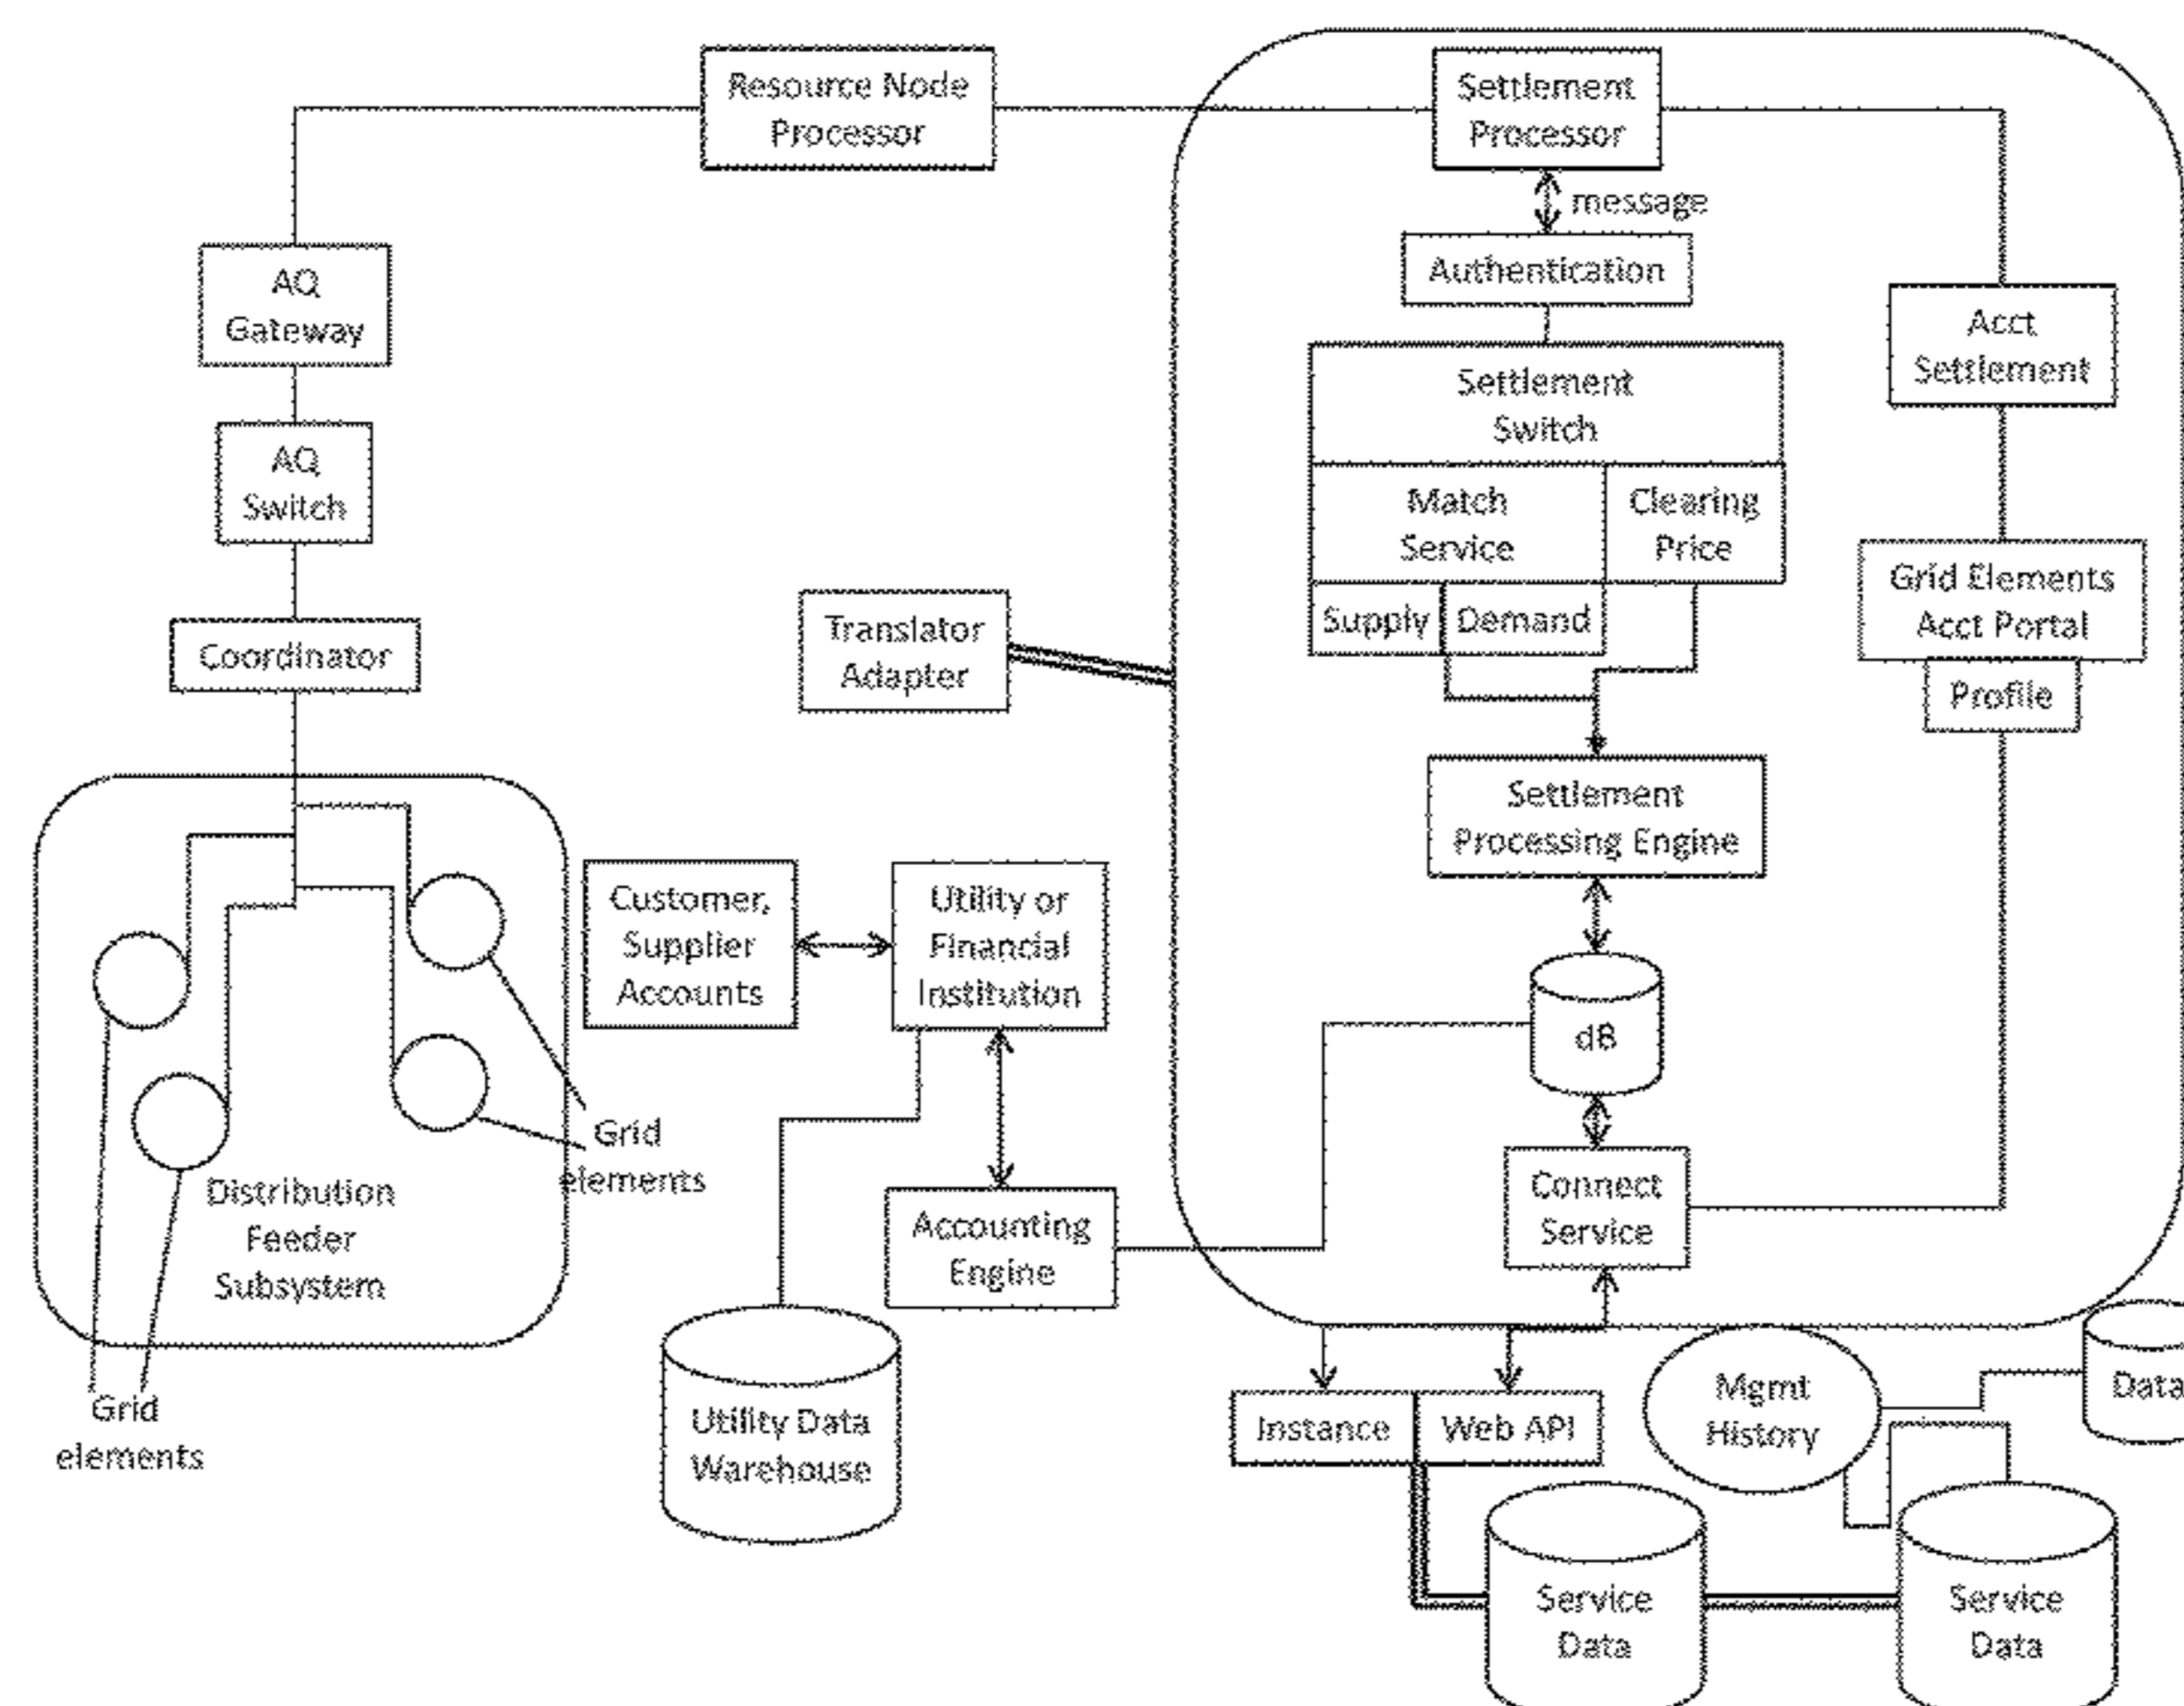 Resource Node
Processor
Settlement
Processor
message
Authentication
AQ
Gateway
Acct
Settlement
Settlement
Switch
AQ
Switch
Match
Service
Clearing
Price
Grid Elements
Acct Portal
Supply
Demand
Translator
Adapter
Coordinator
Profile
Settlement
Processing Engine
Customer,
Supplier
Accounts
Utility or
Financial
Institution
dB
Grid
elements
Distribution
Feeder
Subsystem
Accounting
Engine
Connect
Service
Grid
elements
Utility Data
Warehouse
Instance
Web API
Mgmt
History
Data
Service
Data
Service
Data